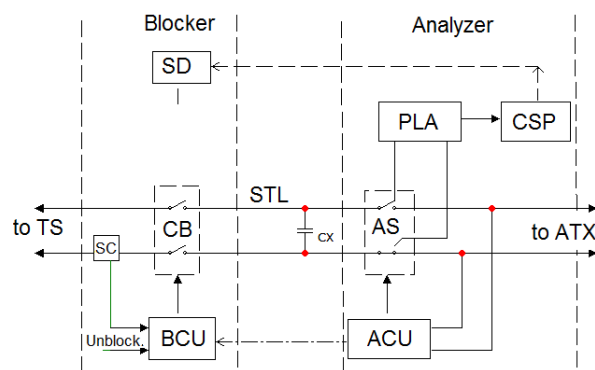 Blocker
Analyzer
SD
PLA
CSP
STL
to TS
CB
CX
AS
to ATX
SC
Unblock.
BCU
ACU